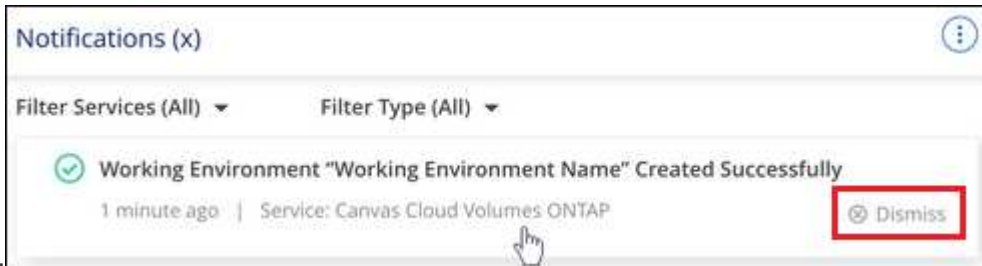 Notifications (x)
Filter Services (All) Filter Type (All)
Working Environment “Working Environment Name” Created Successfully
1 minute ago | Service: Canvas Cloud Volumes ONTAP Dismiss